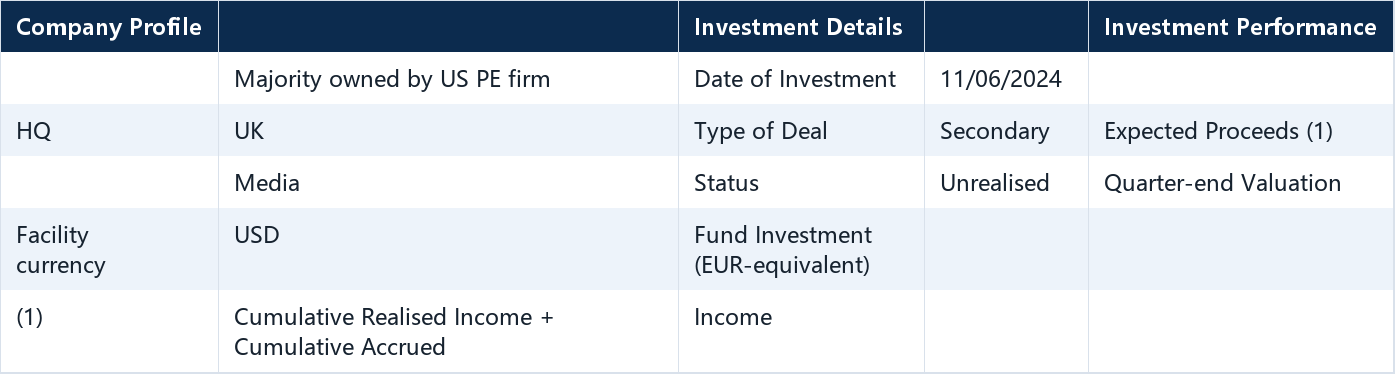 Company Profile Investment Details Investment Performance
Majority owned by US PE firm Date of Investment 11/06/2024
HQ UK Type of Deal Secondary Expected Proceeds (1)
Media Status Unrealised Quarter-end Valuation
Facility currency USD Fund Investment (EUR-equivalent)
(1) Cumulative Realised Income + Cumulative Accrued Income